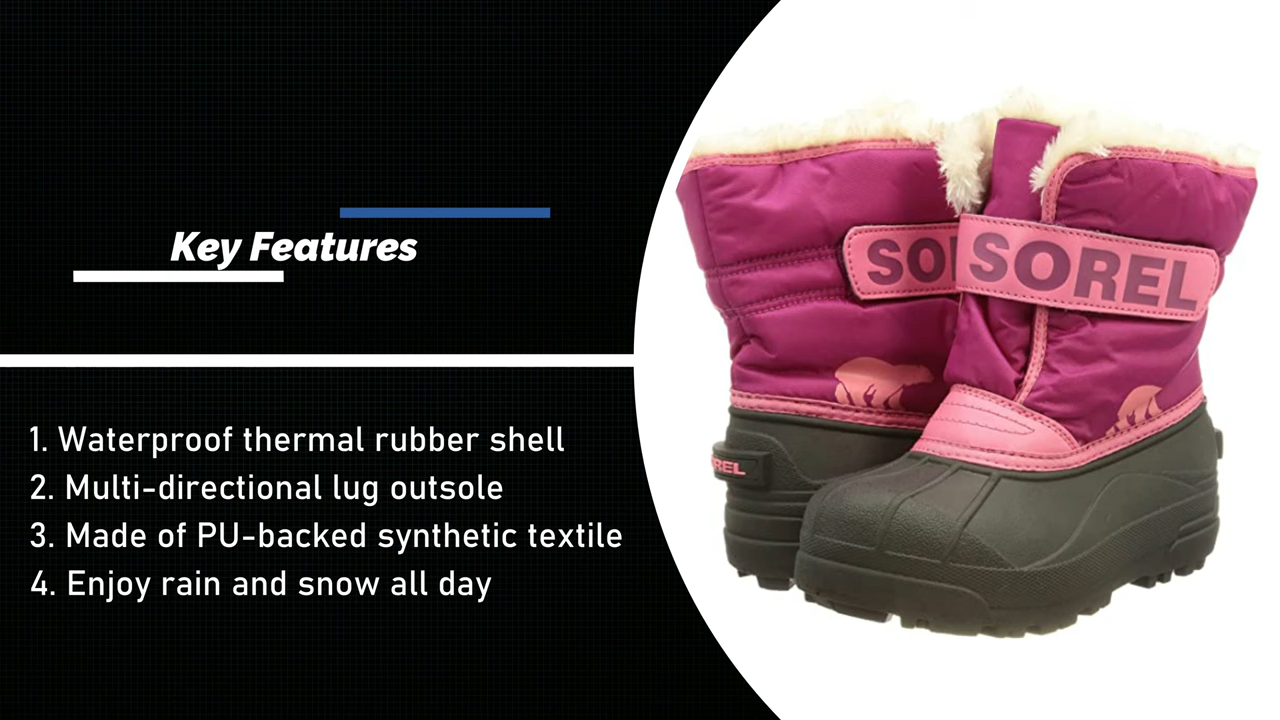 Key Features
1. Waterproof thermal rubber shell
2. Multi-directional lug outsole
3. Made of PU-backed synthetic textile
4. Enjoy rain and snow all day
SO
SOREL
REL